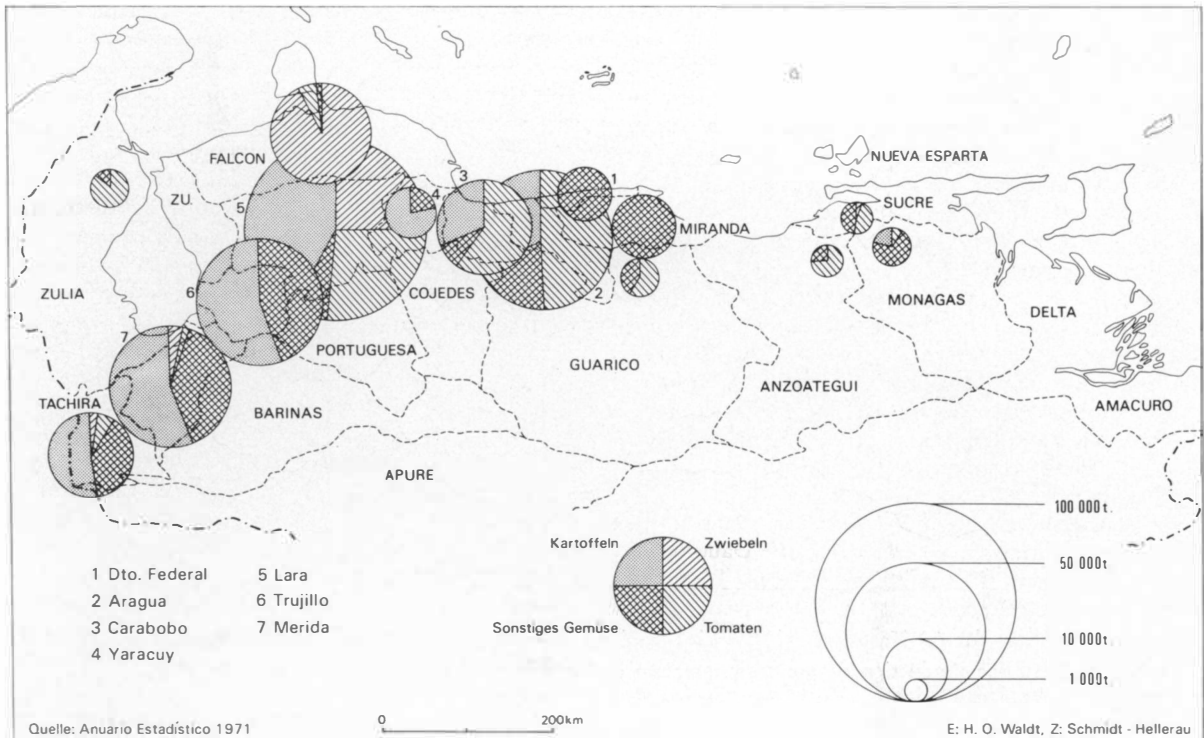 NUEVA ESPARTA
FALCON
3
1
ZU.
5
4
SUCRE
MIRANDA
ZULIA
6
COJEDES
2
MONAGAS
DELTA
7
PORTUGUESA
GUARICO
ANZOATEGUI
TACHIRA
BARINAS
AMACURO
APURE
100 000 t.
Kartoffeln
Zwiebeln
50 000 t.
1 Dto. Federal
2 Aragua
3 Carabobo
4 Yaracuy
5 Lara
6 Trujillo
7 Merida
Sonstiges Gemuse
Tomaten
10 000 t.
1 000 t.
Quelle: Anuario Estadístico 1971
0
200km
E: H. O. Waldt, Z: Schmidt - Hellerau